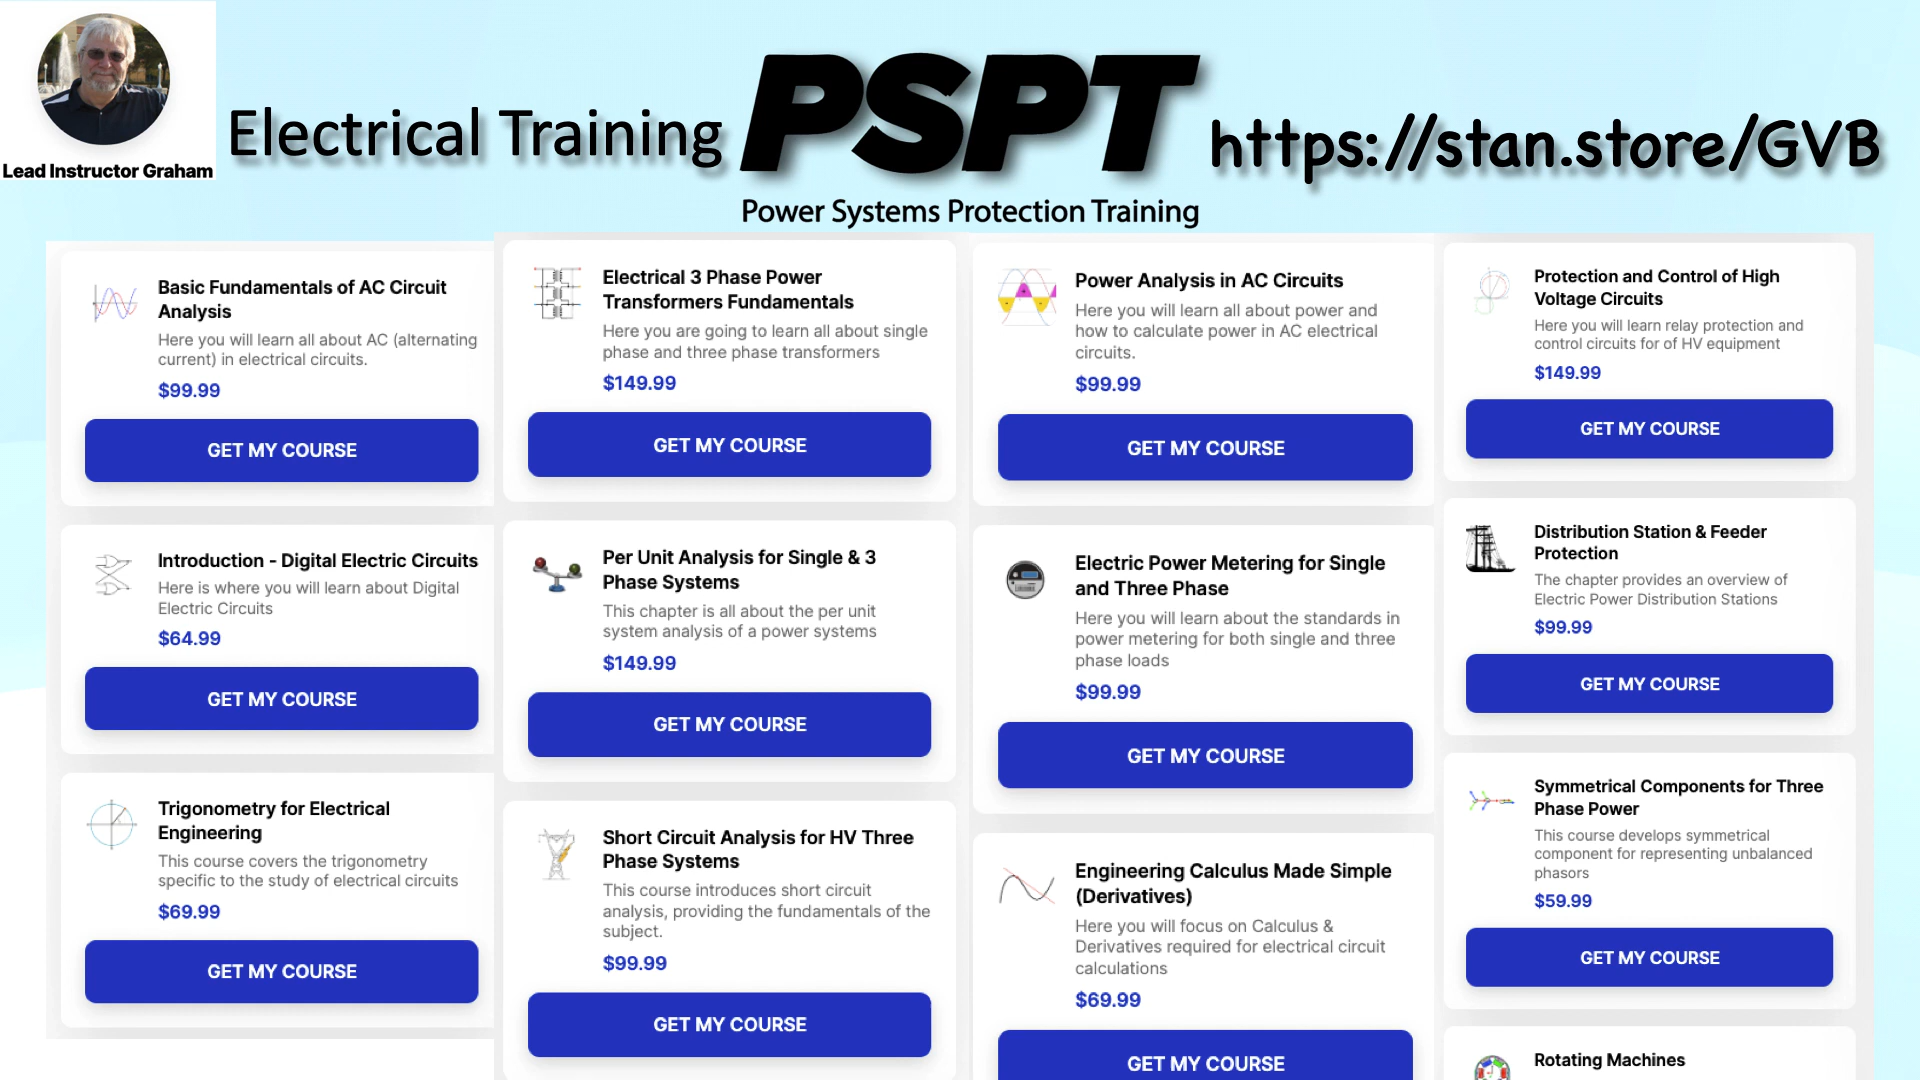 Lead Instructor Graham
Electrical Training
PSPT
https://stan.store/GVB
Power Systems Protection Training
Basic Fundamentals of AC Circuit
Analysis
Here you will learn all about AC (alternating
current) in electrical circuits.
$99.99
GET MY COURSE
Introduction - Digital Electric Circuits
Here is where you will learn about Digital
Electric Circuits
$64.99
GET MY COURSE
Trigonometry for Electrical
Engineering
This course covers the trigonometry
specific to the study of electrical circuits
$69.99
GET MY COURSE
Electrical 3 Phase Power
Transformers Fundamentals
Here you are going to learn all about single
phase and three phase transformers
$149.99
GET MY COURSE
Per Unit Analysis for Single & 3
Phase Systems
This chapter is all about the per unit
system analysis of a power systems
$149.99
GET MY COURSE
Short Circuit Analysis for HV Three
Phase Systems
This course introduces short circuit
analysis, providing the fundamentals of the
subject.
$99.99
GET MY COURSE
Power Analysis in AC Circuits
Here you will learn all about power and
how to calculate power in AC electrical
circuits.
$99.99
GET MY COURSE
Electric Power Metering for Single
and Three Phase
Here you will learn about the standards in
power metering for both single and three
phase loads
$99.99
GET MY COURSE
Engineering Calculus Made Simple
(Derivatives)
Here you will focus on Calculus &
Derivatives required for electrical circuit
calculations
$69.99
GET MY COURSE
Protection and Control of High
Voltage Circuits
Here you will learn relay protection and
control circuits for of HV equipment
$149.99
GET MY COURSE
Distribution Station & Feeder
Protection
The chapter provides an overview of
Electric Power Distribution Stations
$99.99
GET MY COURSE
Symmetrical Components for Three
Phase Power
This course develops symmetrical
component for representing unbalanced
phasors
$59.99
GET MY COURSE
Rotating Machines